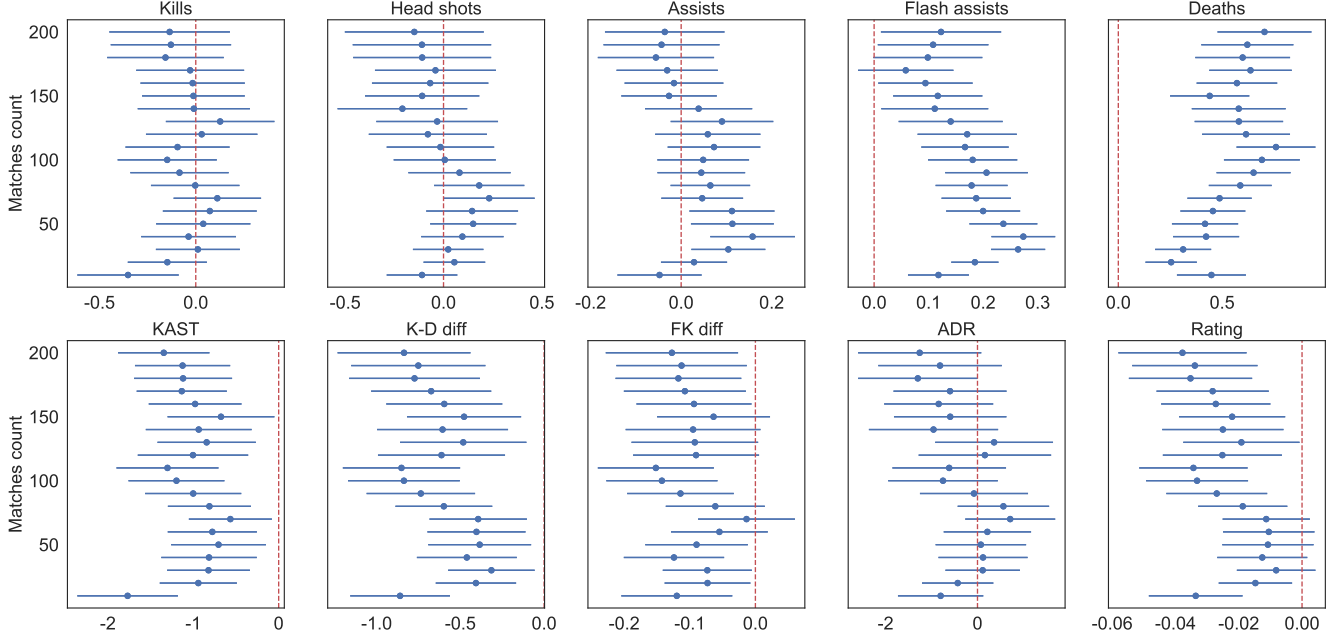 Kills Head shots Assists Flash assists Deaths
Matches count
200
150
100
50
-0.5 0.0 -0.5 0.0 0.5 -0.2 0.0 0.2 0.0 0.1 0.2 0.3 0.0 0.5
KAST K-D diff FK diff ADR Rating
Matches count
200
150
100
50
-2 -1 0 -1.0 -0.5 0.0 -0.2 -0.1 0.0 -2 0 -0.06 -0.04 -0.02 0.00